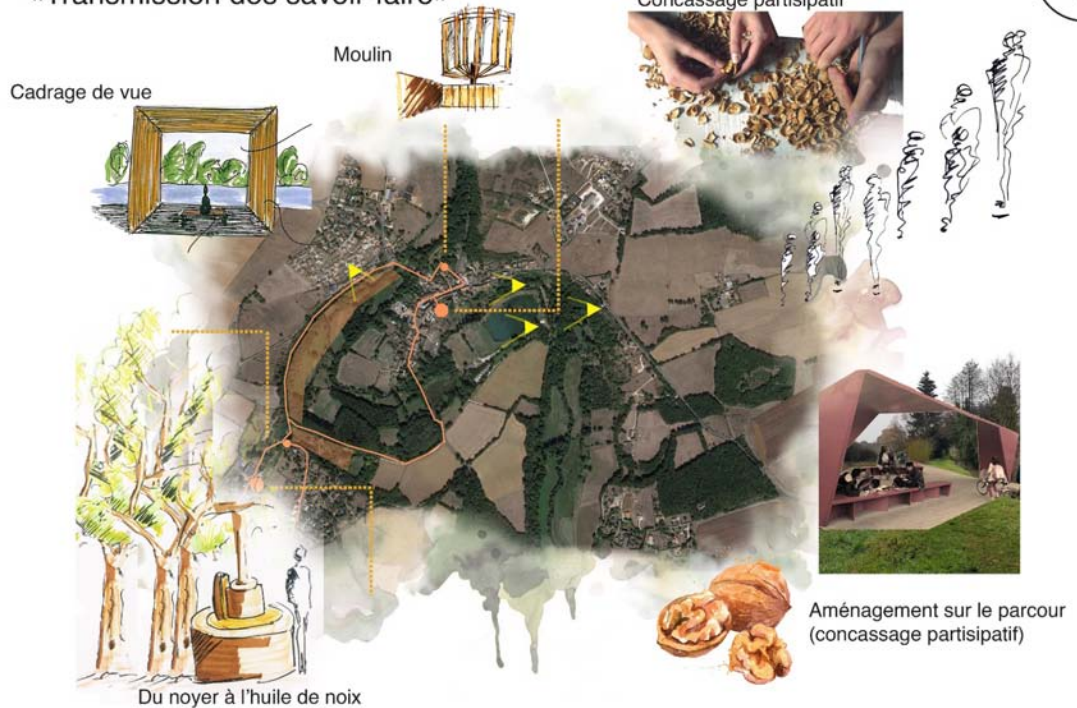 «Transmission des savoir-faire»
Concassage partisipatif
Moulin
Cadrage de vue
Aménagement sur le parcour
(concassage partisipatif)
Du noyer à l'huile de noix